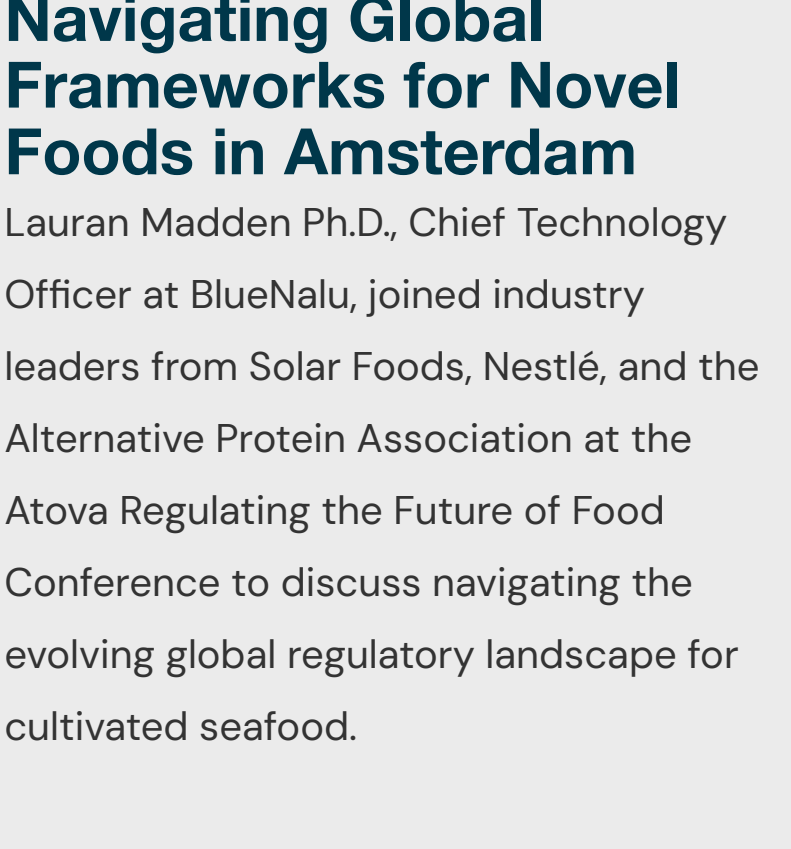 Navigating Global
Frameworks for Novel
Foods in Amsterdam
Lauran Madden Ph.D., Chief Technology
Officer at BlueNalu, joined industry
leaders from Solar Foods, Nestlé, and the
Alternative Protein Association at the
Atova Regulating the Future of Food
Conference to discuss navigating the
evolving global regulatory landscape for
cultivated seafood.